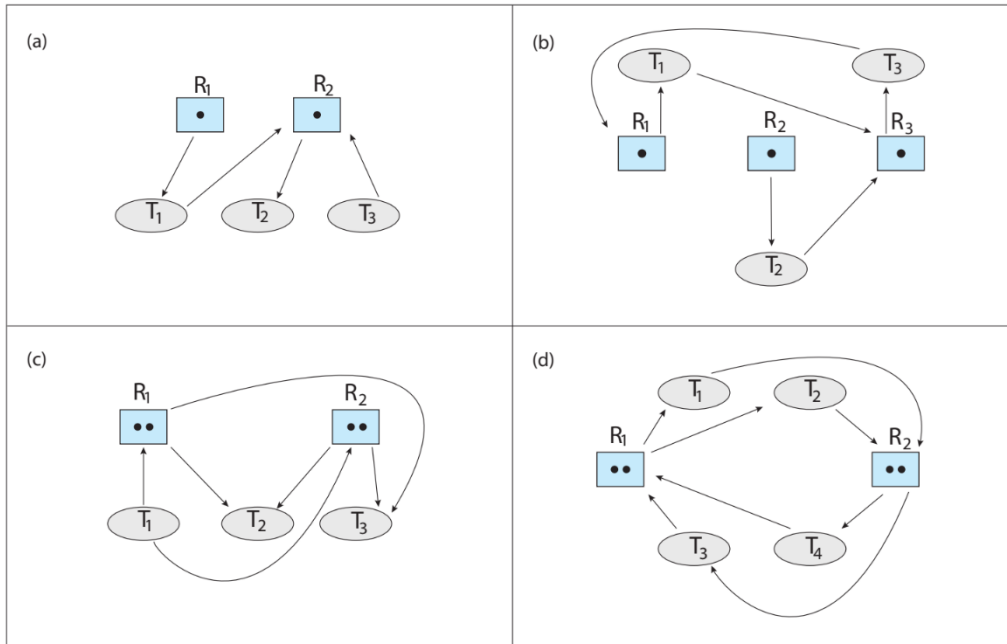 (a)
R1 R2
T1 T2 T3
(b)
T1 T3
R1 R2 R3
T2
(c)
R1 R2
T1 T2 T3
(d)
T1 T2
R1 R2
T3 T4